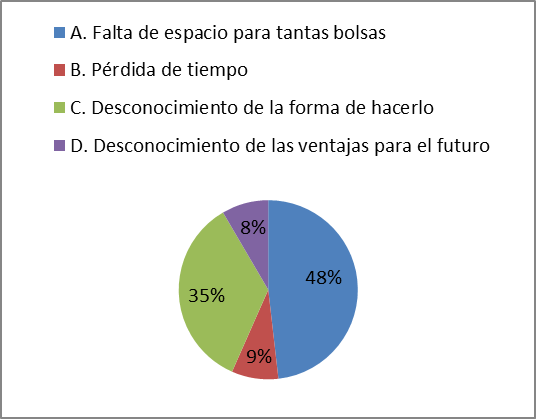 A. Falta de espacio para tantas bolsas
B. Pérdida de tiempo
C. Desconocimiento de la forma de hacerlo
D. Desconocimiento de las ventajas para el futuro
8%
48%
35%
9%